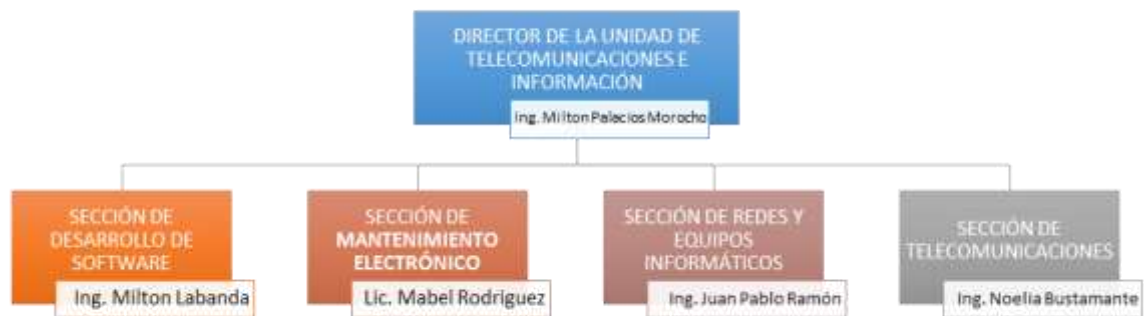 DIRECTOR DE LA UNIDAD DE
TELECOMUNICACIONES E
INFORMACIÓN
Ing. Milton Palacios Morocho
SECCIÓN DE
DESARROLLO DE
SOFTWARE
Ing. Milton Labanda
SECCIÓN DE
MANTENIMIENTO
ELECTRÓNICO
Lic. Mabel Rodriguez
SECCIÓN DE REDES Y
EQUIPOS
INFORMÁTICOS
Ing. Juan Pablo Ramón
SECCIÓN DE
TELECOMUNICACIONES
Ing. Noelia Bustamante